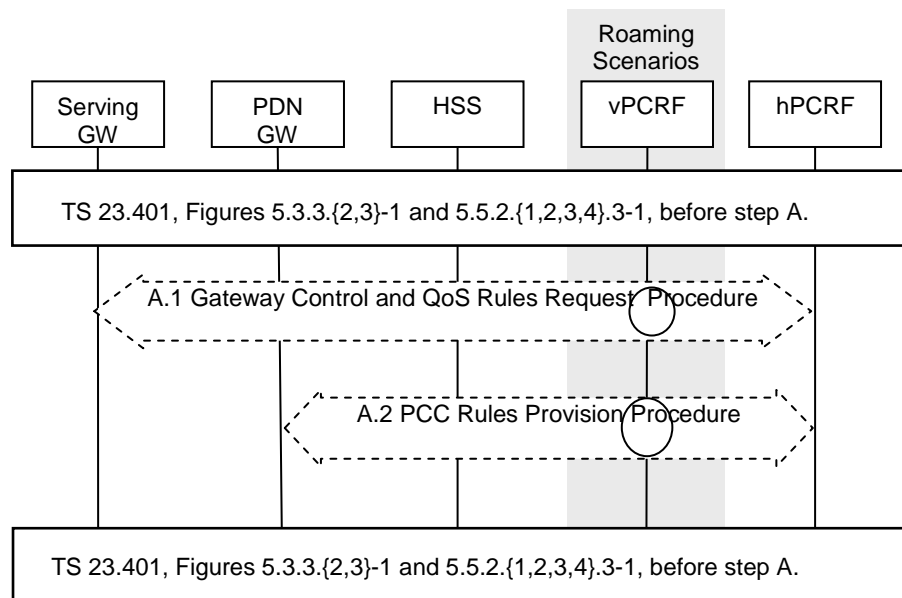 Roaming
Scenarios
Serving
GW
PDN
GW
HSS
vPCRF
hPCRF
TS 23.401, Figures 5.3.3.{2,3}-1 and 5.5.2.{1,2,3,4}.3-1, before step A.
A.1 Gateway Control and QoS Rules Request Procedure
A.2 PCC Rules Provision Procedure
TS 23.401, Figures 5.3.3.{2,3}-1 and 5.5.2.{1,2,3,4}.3-1, before step A.